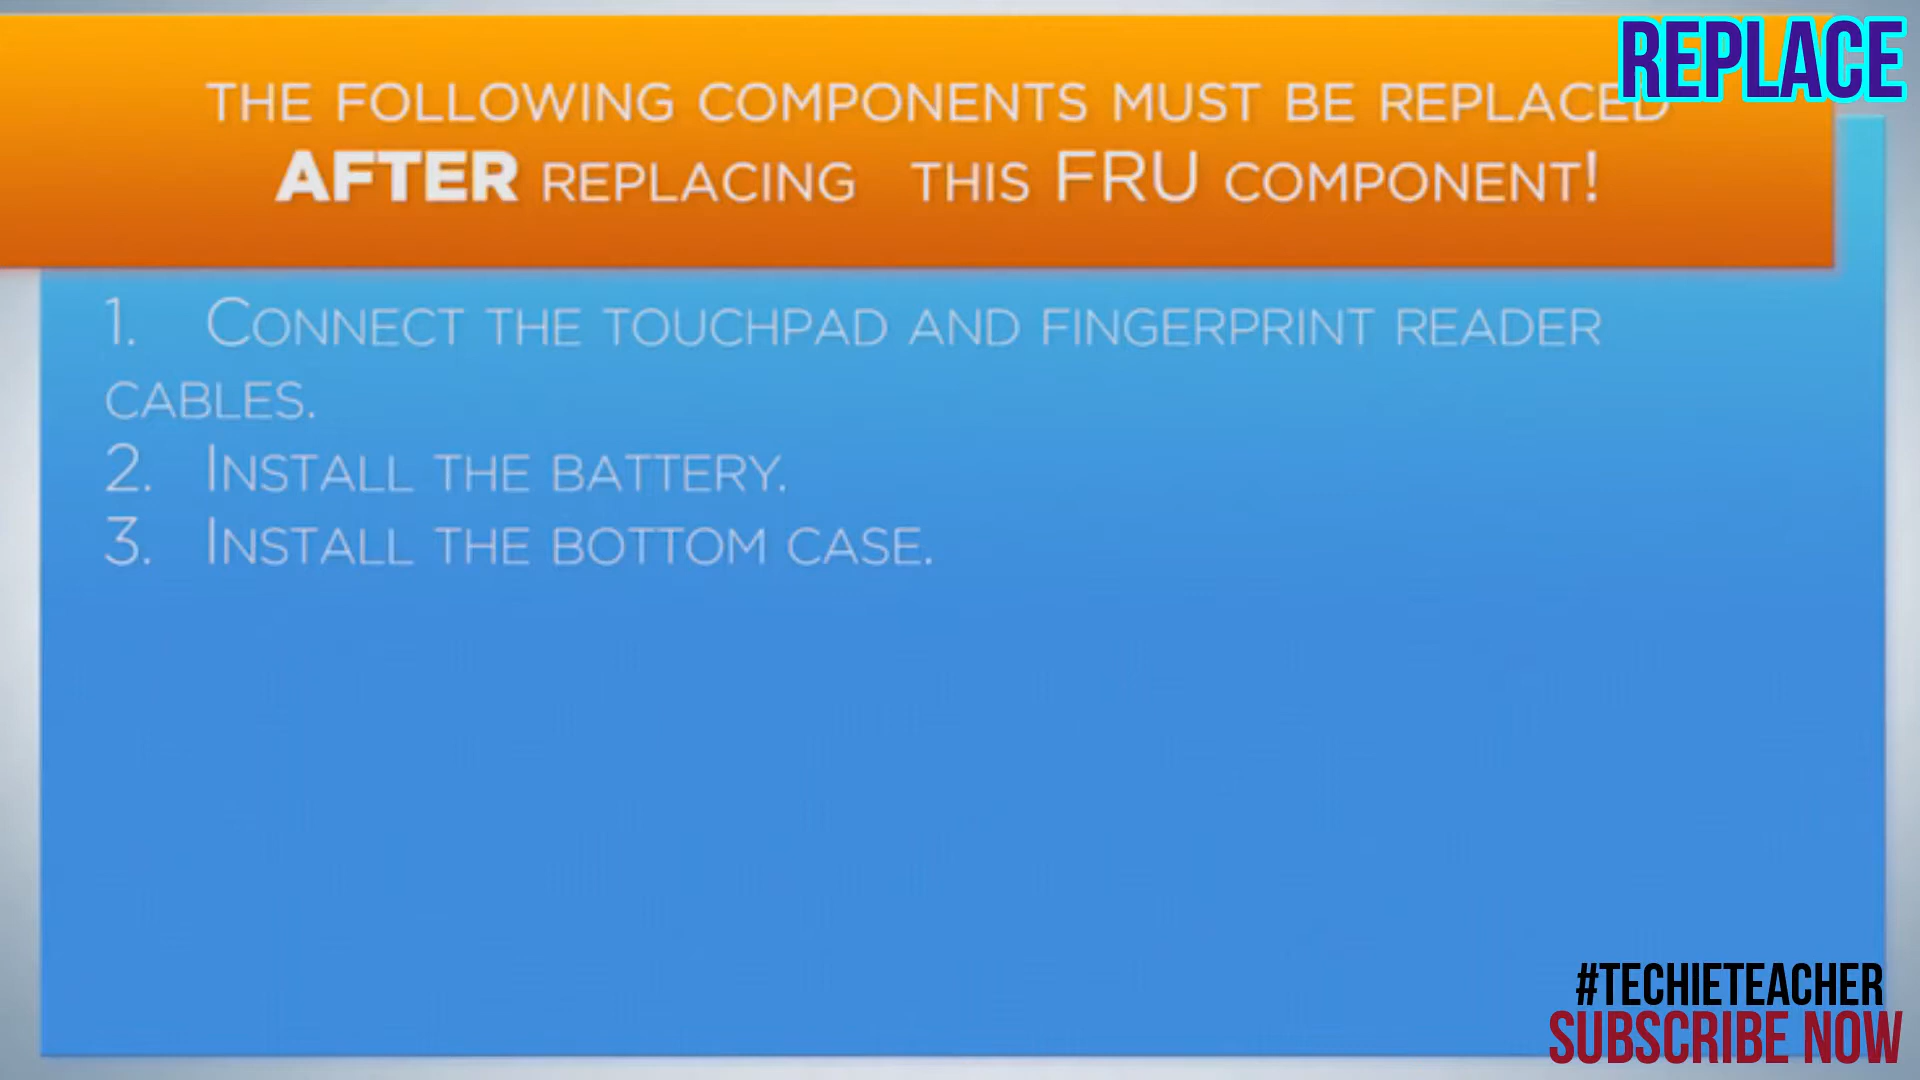 REPLACE
THE FOLLOWING COMPONENTS MUST BE REPLACED
AFTER REPLACING THIS FRU COMPONENT!
1. CONNECT THE TOUCHPAD AND FINGERPRINT READER
CABLES.
2. INSTALL THE BATTERY.
3. INSTALL THE BOTTOM CASE.
#TECHIETEACHER
SUBSCRIBE NOW